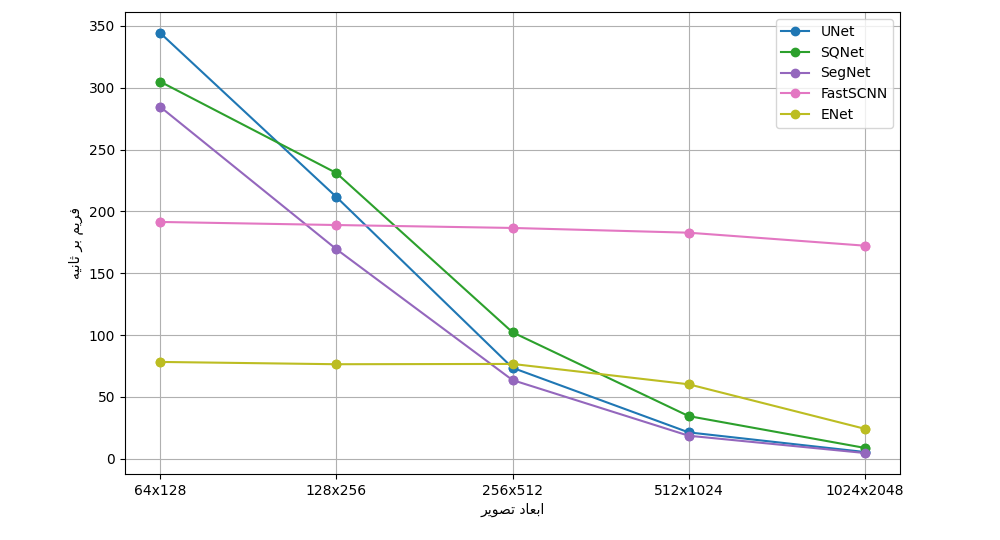 350
300
250
200
150
100
50
0
فریم بر ثانیه
64x128
128x256
256x512
512x1024
1024x2048
ابعاد تصویر
UNet
SQNet
SegNet
FastSCNN
ENet